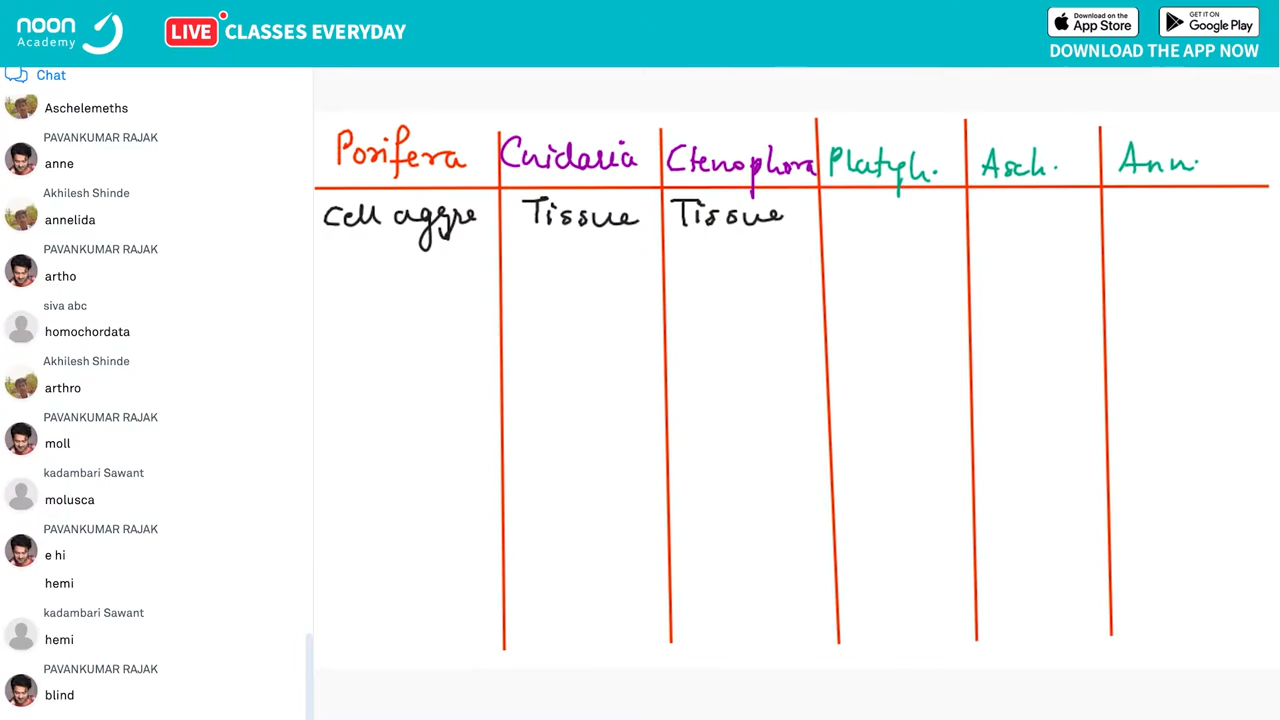 noon
Academy
LIVE CLASSES EVERYDAY
Download on the
App Store
GET IT ON
Google Play
DOWNLOAD THE APP NOW
Chat
Aschelemeths
PAVANKUMAR RAJAK
anne
Akhilesh Shinde
annelida
PAVANKUMAR RAJAK
artho
siva abc
homochordata
Akhilesh Shinde
arthro
PAVANKUMAR RAJAK
moll
kadambari Sawant
molusca
PAVANKUMAR RAJAK
e hi
hemi
kadambari Sawant
hemi
PAVANKUMAR RAJAK
blind
Porifera Cnidaria Ctenophora Platyh. Asch. Ann.
Cell aggre Tissue Tissue